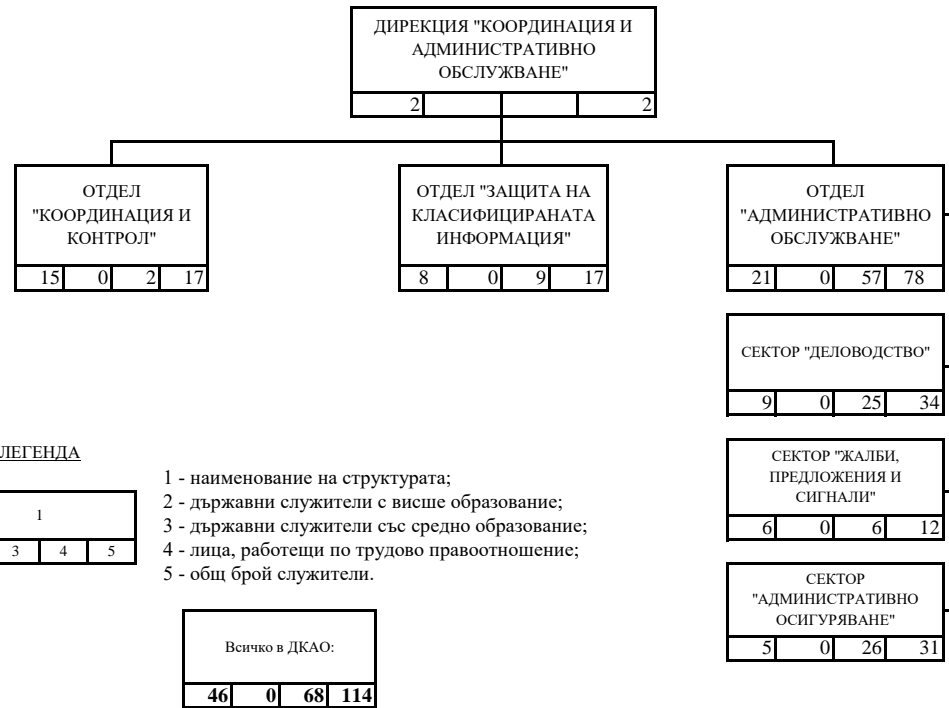 ДИРЕКЦИЯ "КООРДИНАЦИЯ И
АДМИНИСТРАТИВНО
ОБСЛУЖВАНЕ"
2 2
ОТДЕЛ
"КООРДИНАЦИЯ И
КОНТРОЛ"
15 0 2 17
ОТДЕЛ "ЗАЩИТА НА
КЛАСИФИЦИРАНАТА
ИНФОРМАЦИЯ"
8 0 9 17
ОТДЕЛ
"АДМИНИСТРАТИВНО
ОБСЛУЖВАНЕ"
21 0 57 78
СЕКТОР "ДЕЛОВОДСТВО"
9 0 25 34
СЕКТОР "ЖАЛБИ,
ПРЕДЛОЖЕНИЯ И
СИГНАЛИ"
6 0 6 12
СЕКТОР
"АДМИНИСТРАТИВНО
ОСИГУРЯВАНЕ"
5 0 26 31
ЛЕГЕНДА
1
3 4 5
1 - наименование на структурата;
2 - държавни служители с висше образование;
3 - държавни служители със средно образование;
4 - лица, работещи по трудово правоотношение;
5 - общ брой служители.
Всичко в ДКАО:
46 0 68 114